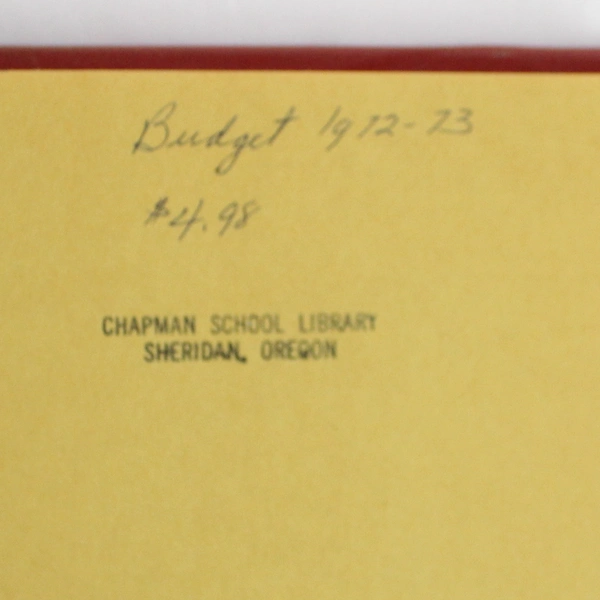 Budget 1972-73
$4.98
CHAPMAN SCHOOL LIBRARY
SHERIDAN, OREGON